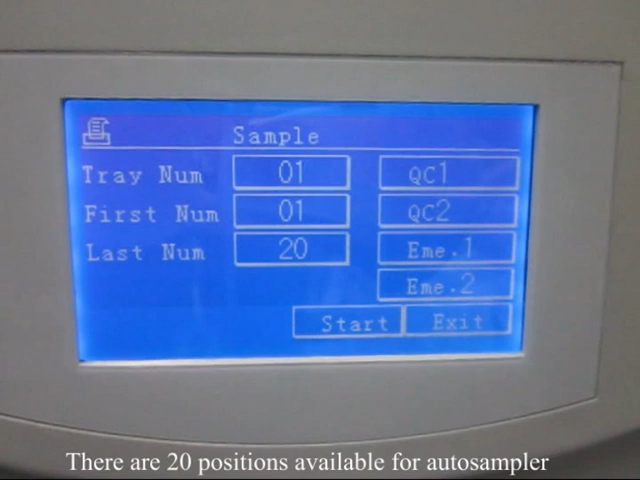 Sample
Tray Num 01 QC1
First Num 01 QC2
Last Num 20 Eme.1
Eme.2
Start Exit
There are 20 positions available for autosampler